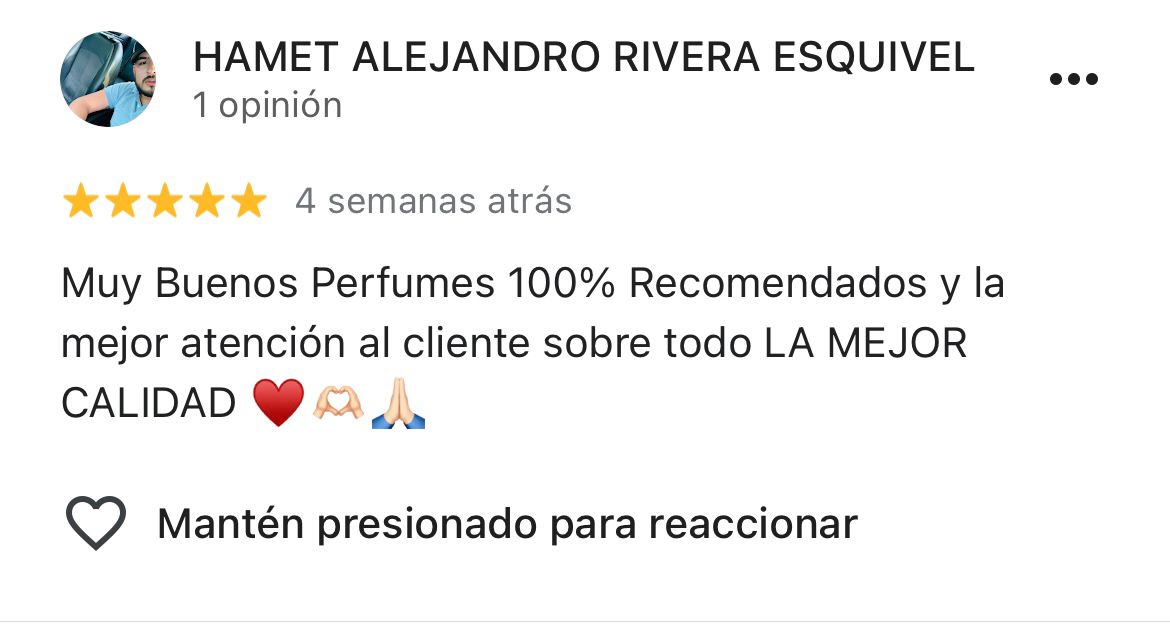 HAMET ALEJANDRO RIVERA ESQUIVEL
1 opinión
4 semanas atrás
Muy Buenos Perfumes 100% Recomendados y la
mejor atención al cliente sobre todo LA MEJOR
CALIDAD ♥️🫶🏻🙏🏻
Mantén presionado para reaccionar